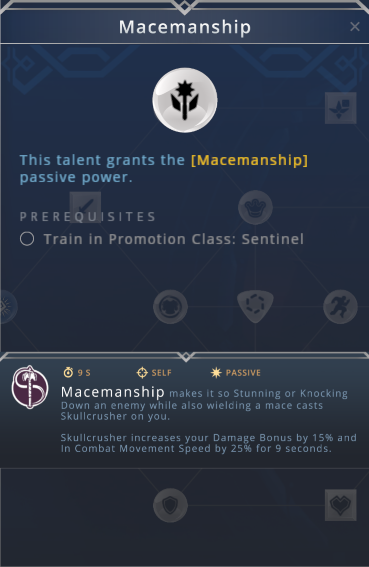 Macemanship
This talent grants the [Macemanship]
passive power.
PREREQUISITES
Train in Promotion Class: Sentinel
9 S SELF PASSIVE
Macemanship makes it so Stunning or Knocking
Down an enemy while also wielding a mace casts
Skullcrusher on you.
Skullcrusher increases your Damage Bonus by 15% and
In Combat Movement Speed by 25% for 9 seconds.